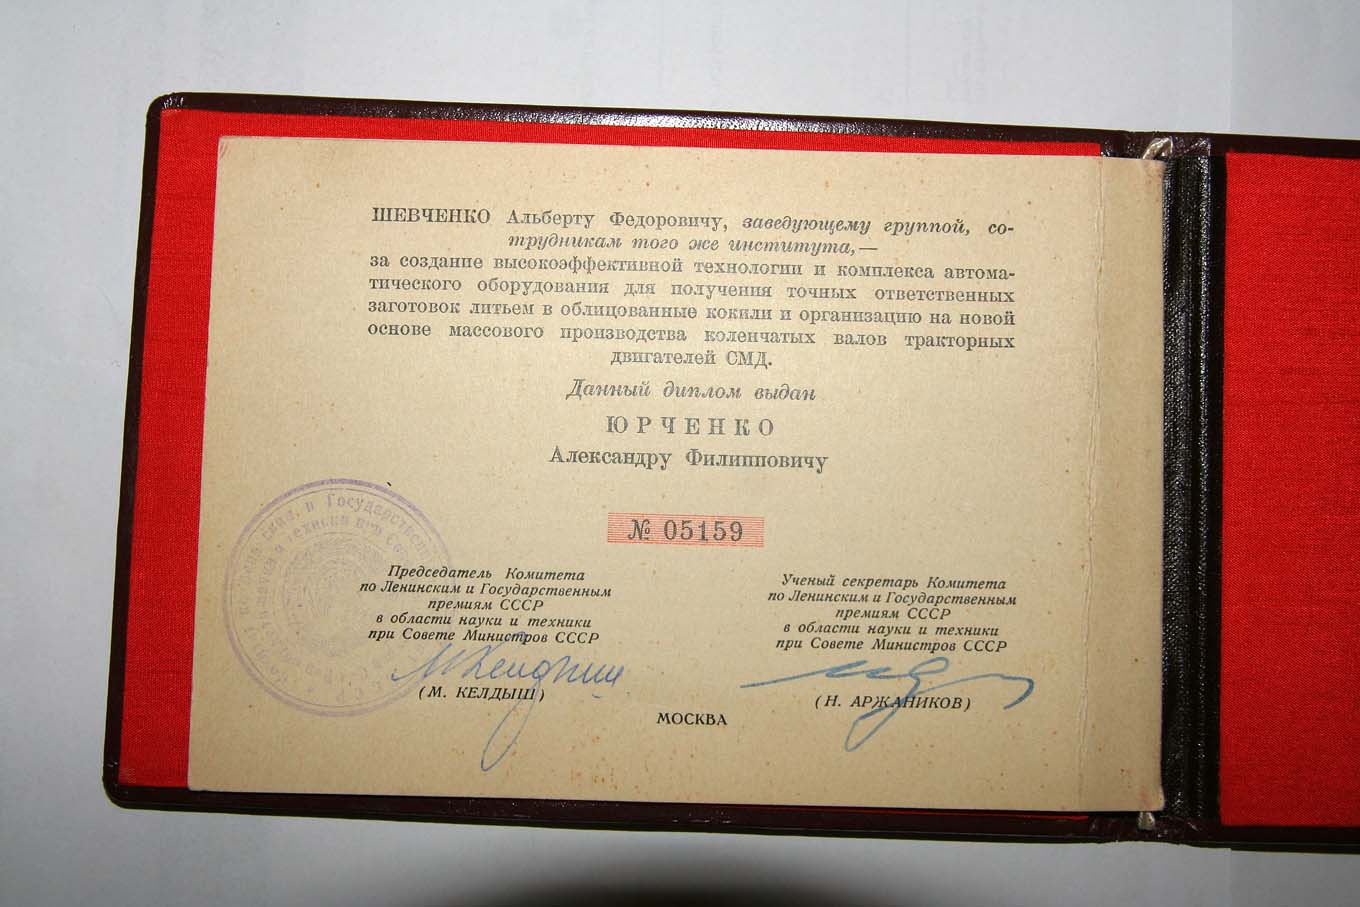 ШЕВЧЕНКО Альберту Федоровичу, заведующему группой, со-
трудникам того же института,—
за создание высокоэффективной технологии и комплекса автома-
тического оборудования для получения точных ответственных
заготовок литьем в облицованные кокили и организацию на новой
основе массового производства коленчатых валов тракторных
двигателей СМД.
Данный диплом выдан
ЮРЧЕНКО
Александру Филипповичу
№ 05159
Председатель Комитета
по Ленинским и Государственным
премиям СССР
в области науки и техники
при Совете Министров СССР
(М. КЕЛДЫШ)
Ученый секретарь Комитета
по Ленинским и Государственным
премиям СССР
в области науки и техники
при Совете Министров СССР
(Н. АРЖАНИКОВ)
МОСКВА